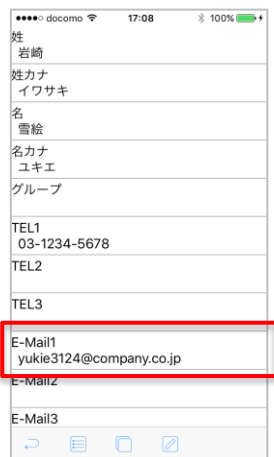 docomo 17:08 100%
姓
岩崎
姓カナ
イワサキ
名
雪絵
名カナ
ユキエ
グループ
TEL1
03-1234-5678
TEL2
TEL3
E-Mail1
yukie3124@company.co.jp
E-Mail2
E-Mail3